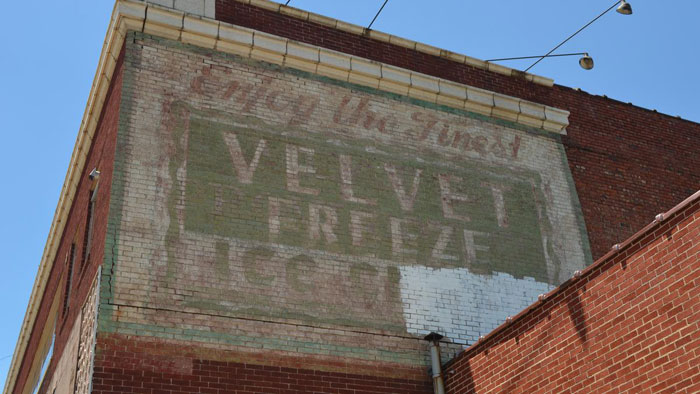 Enjoy the Finest
VELVET
FREEZE
ICE